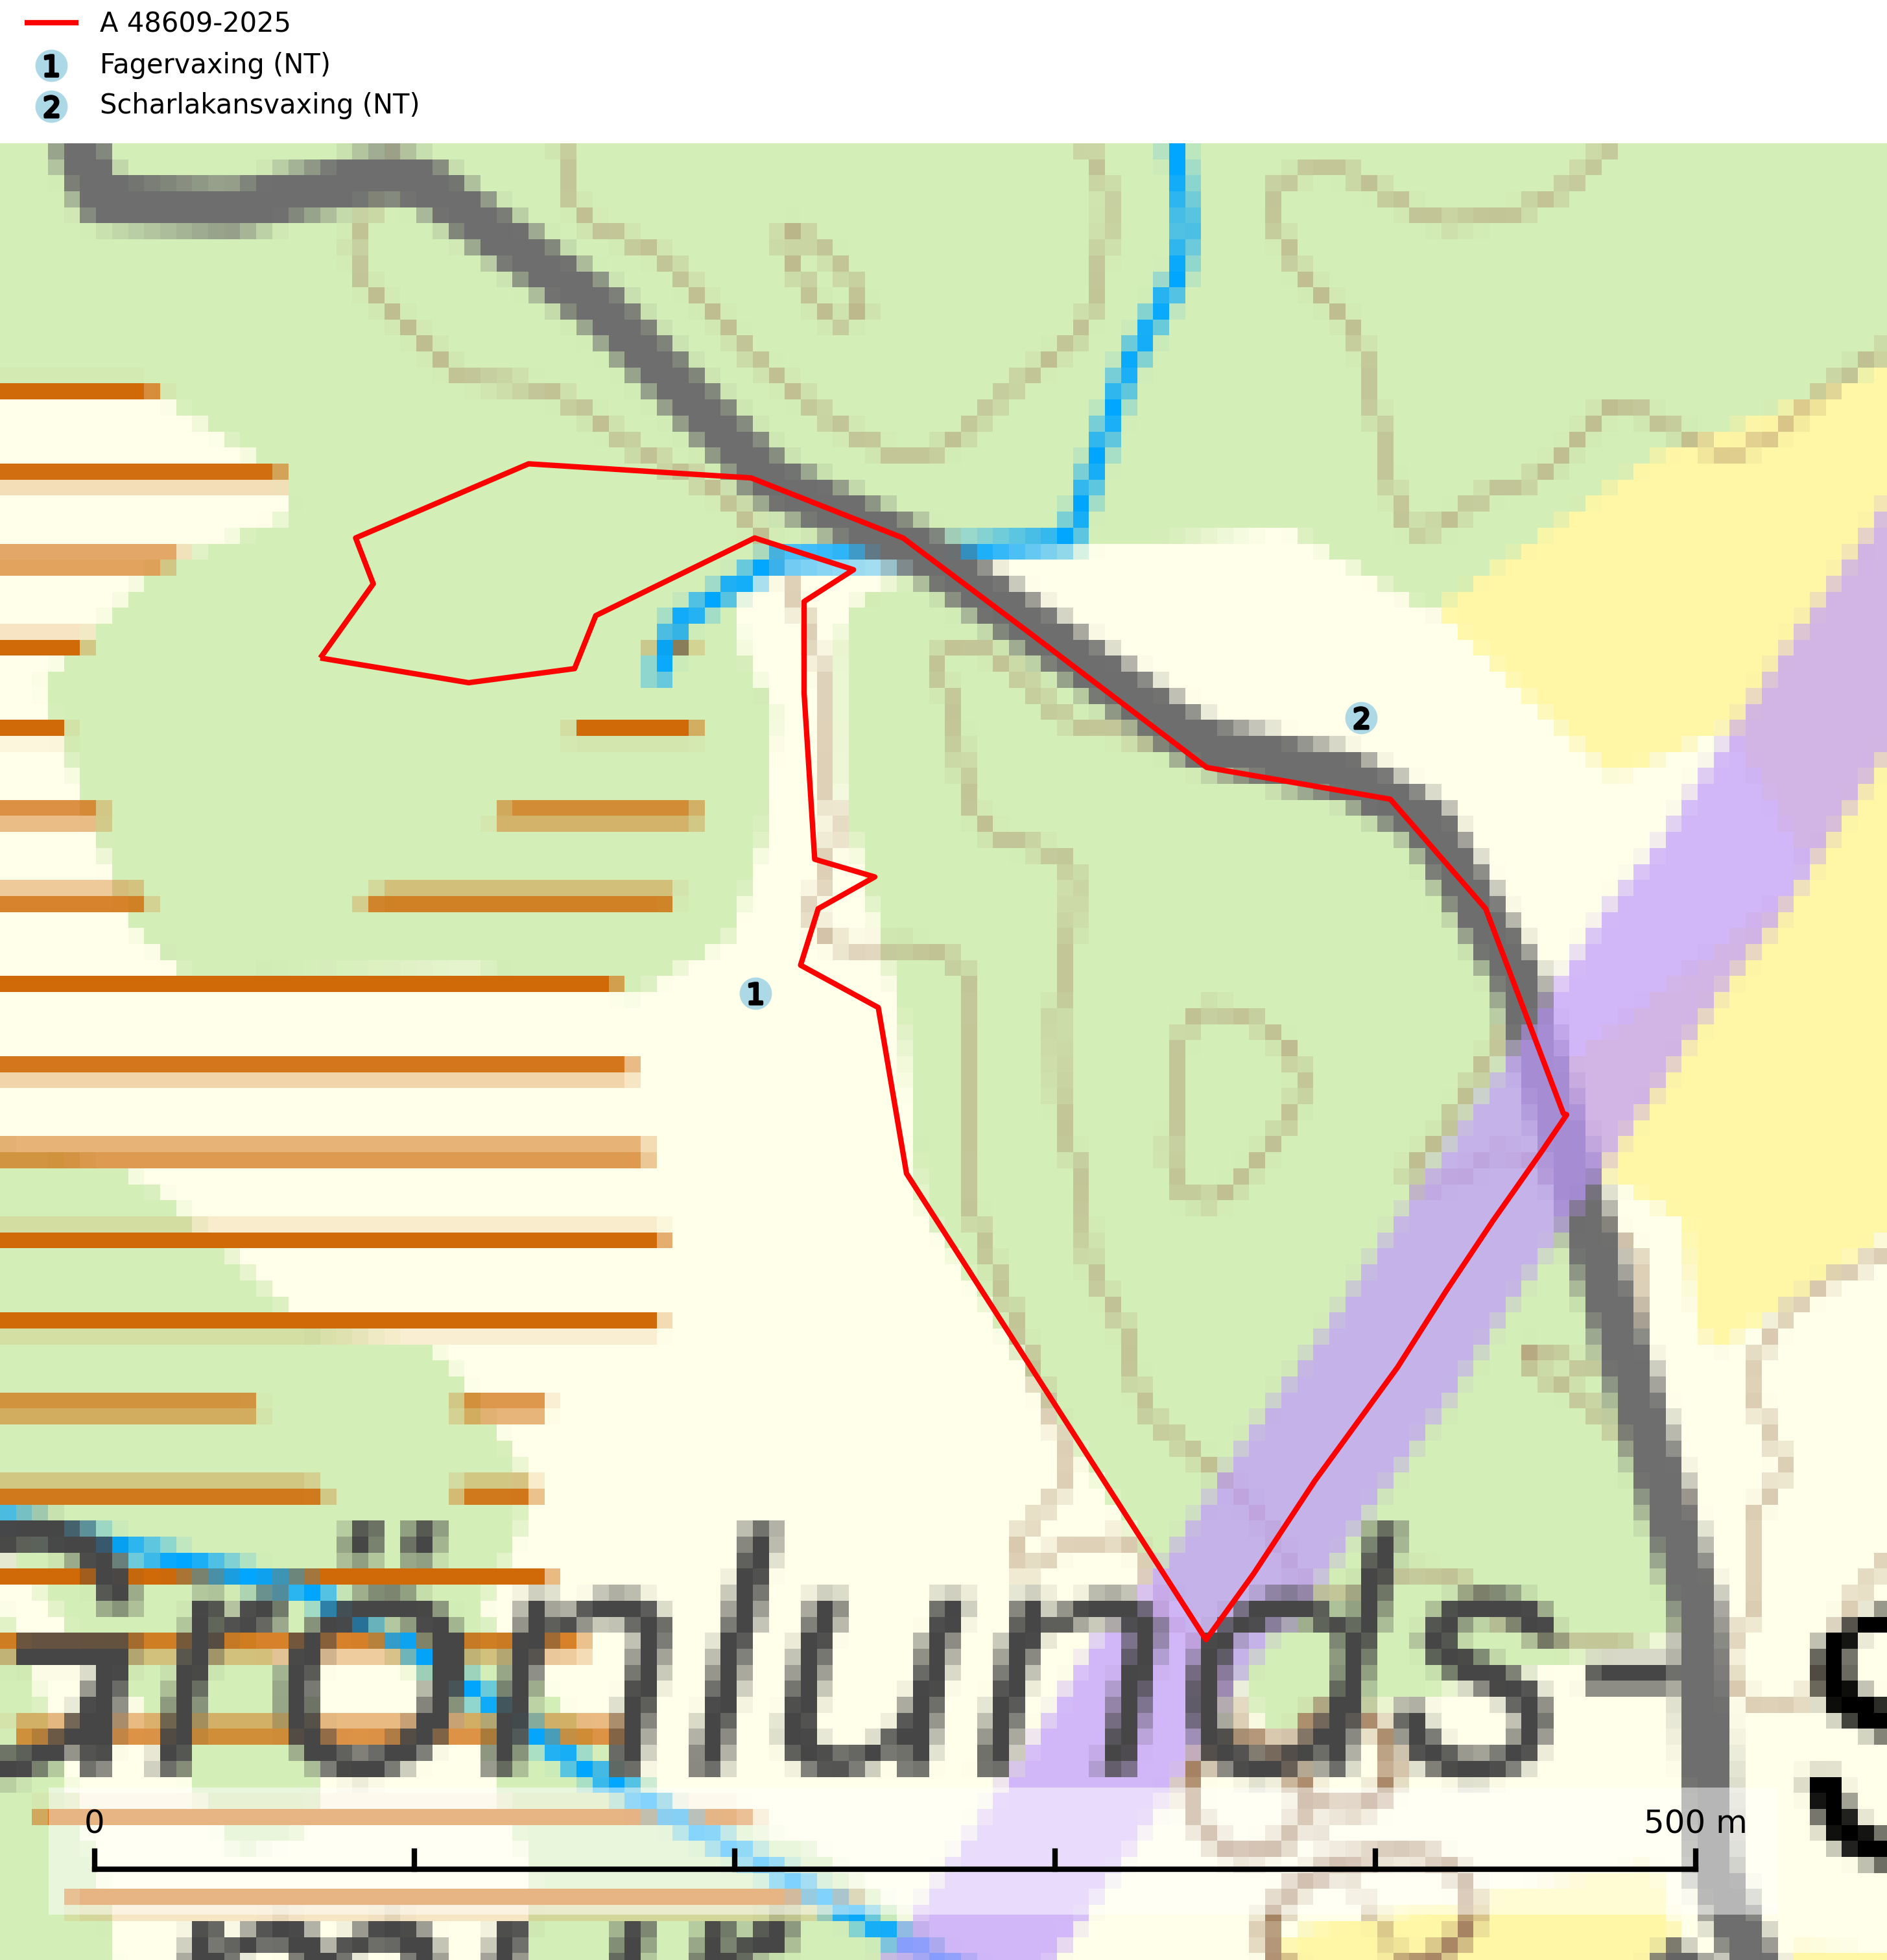 A 48609-2025
1 Fagervaxing (NT)
2 Scharlakansvaxing (NT)
2
1
Grönlunds-
0 500 m